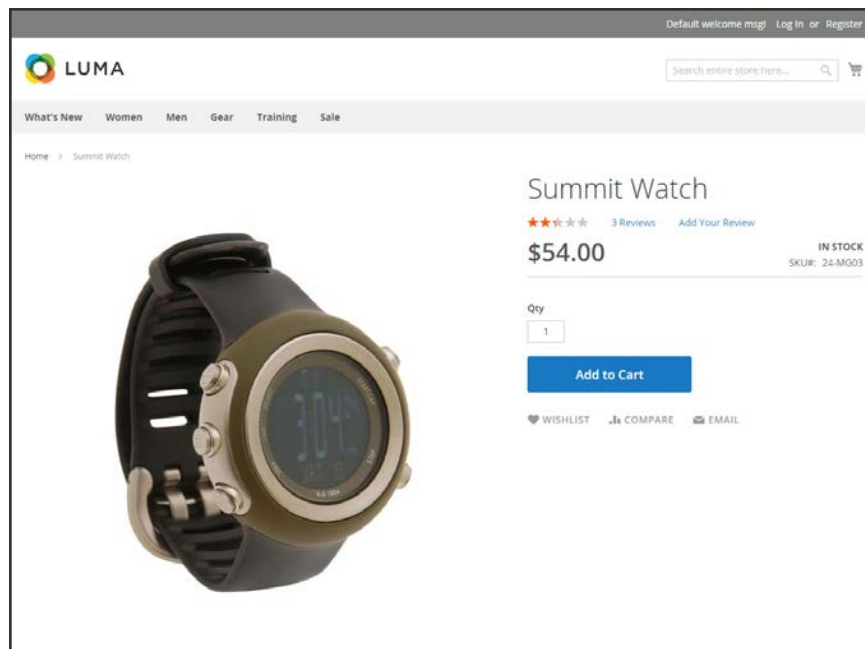 Default welcome msg! Log In or Register
LUMA
Search entire store here...
What's New Women Men Gear Training Sale
Home > Summit Watch
Summit Watch
3 Reviews Add Your Review
$54.00
IN STOCK
SKU#: 24-MG03
Qty
1
Add to Cart
WISHLIST COMPARE EMAIL
3:04